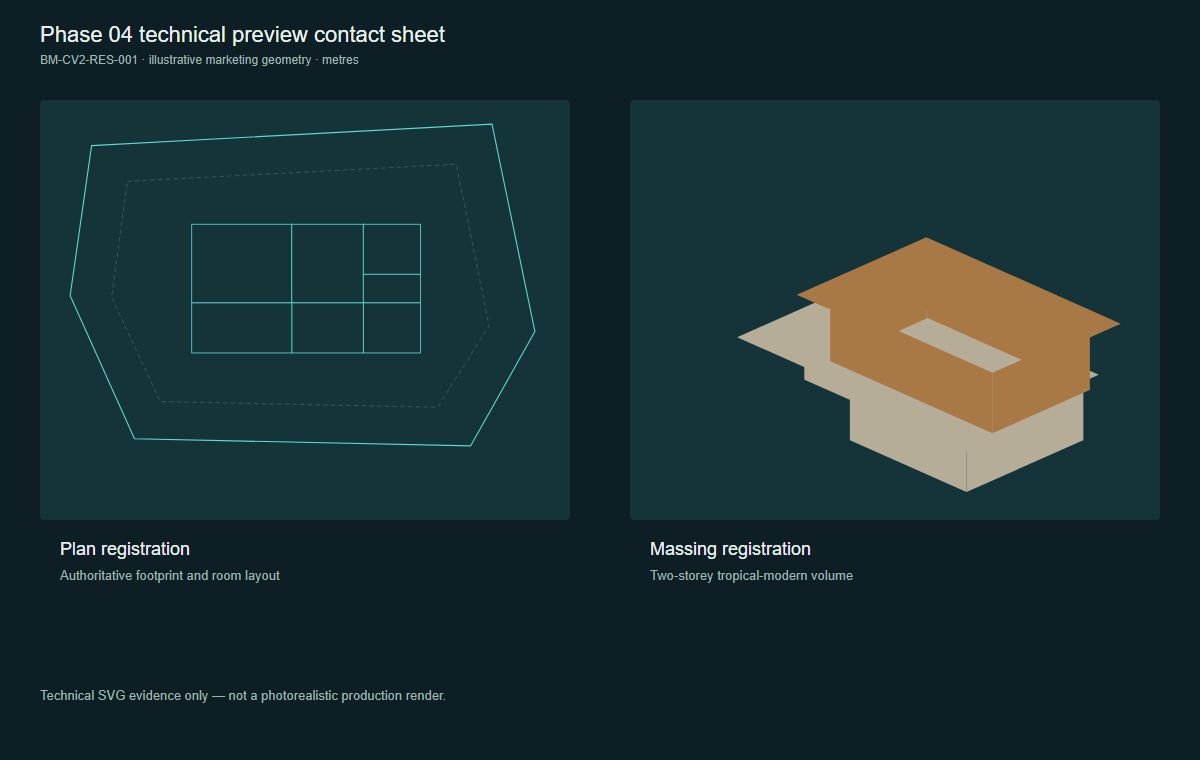 Phase 04 technical preview contact sheet
BM-CV2-RES-001 · illustrative marketing geometry · metres
Plan registration
Authoritative footprint and room layout
Massing registration
Two-storey tropical-modern volume
Technical SVG evidence only — not a photorealistic production render.